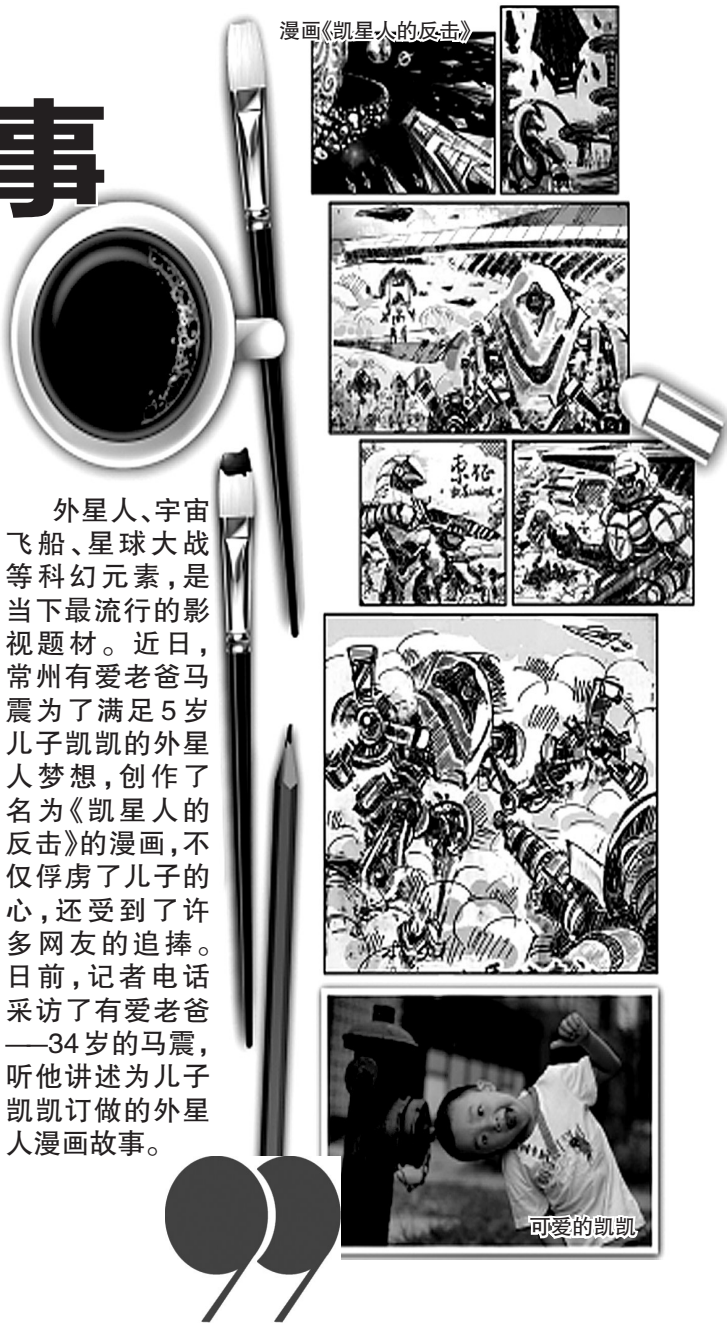 漫画《凯星人的反击》
事
东征
外星人、宇宙
飞船、星球大战
等科幻元素,是
当下最流行的影
视题材。近日,
常州有爱老爸马
震为了满足5岁
儿子凯凯的外星
人梦想,创作了
名为《凯星人的
反击》的漫画,不
仅俘虏了儿子的
心,还受到了许
多网友的追捧。
日前,记者电话
采访了有爱老爸
——34岁的马震,
听他讲述为儿子
凯凯订做的外星
人漫画故事。
可爱的凯凯